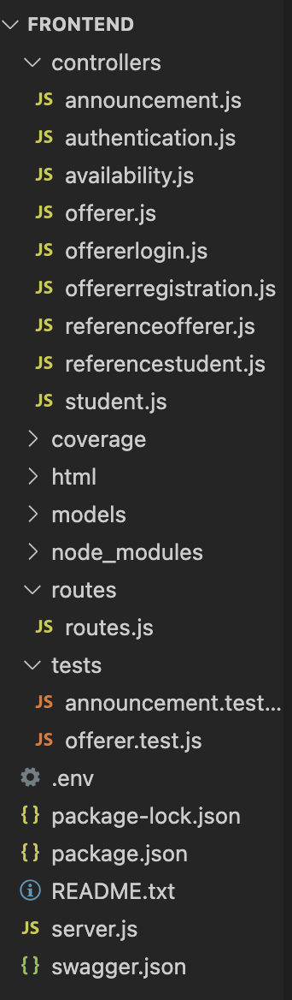 FRONTEND
controllers
JS announcement.js
JS authentication.js
JS availability.js
JS offerer.js
JS offererlogin.js
JS offererregistration.js
JS referenceofferer.js
JS referencestudent.js
JS student.js
coverage
html
models
node_modules
routes
JS routes.js
tests
JS announcement.test...
JS offerer.test.js
.env
{} package-lock.json
{} package.json
README.txt
JS server.js
{} swagger.json